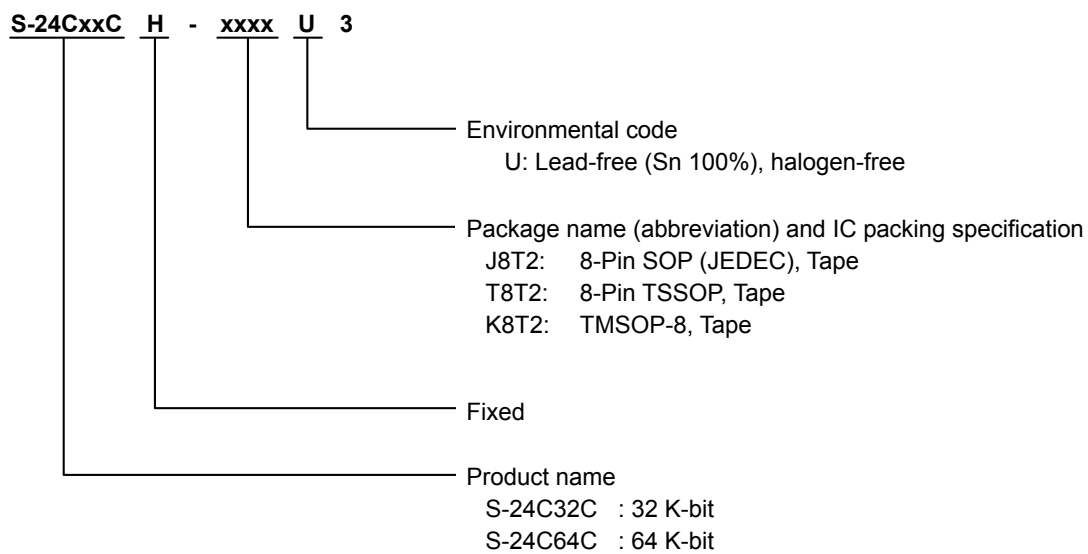 S-24CxxC H - xxxx U 3
Environmental code
U: Lead-free (Sn 100%), halogen-free
Package name (abbreviation) and IC packing specification
J8T2: 8-Pin SOP (JEDEC), Tape
T8T2: 8-Pin TSSOP, Tape
K8T2: TMSOP-8, Tape
Fixed
Product name
S-24C32C : 32 K-bit
S-24C64C : 64 K-bit